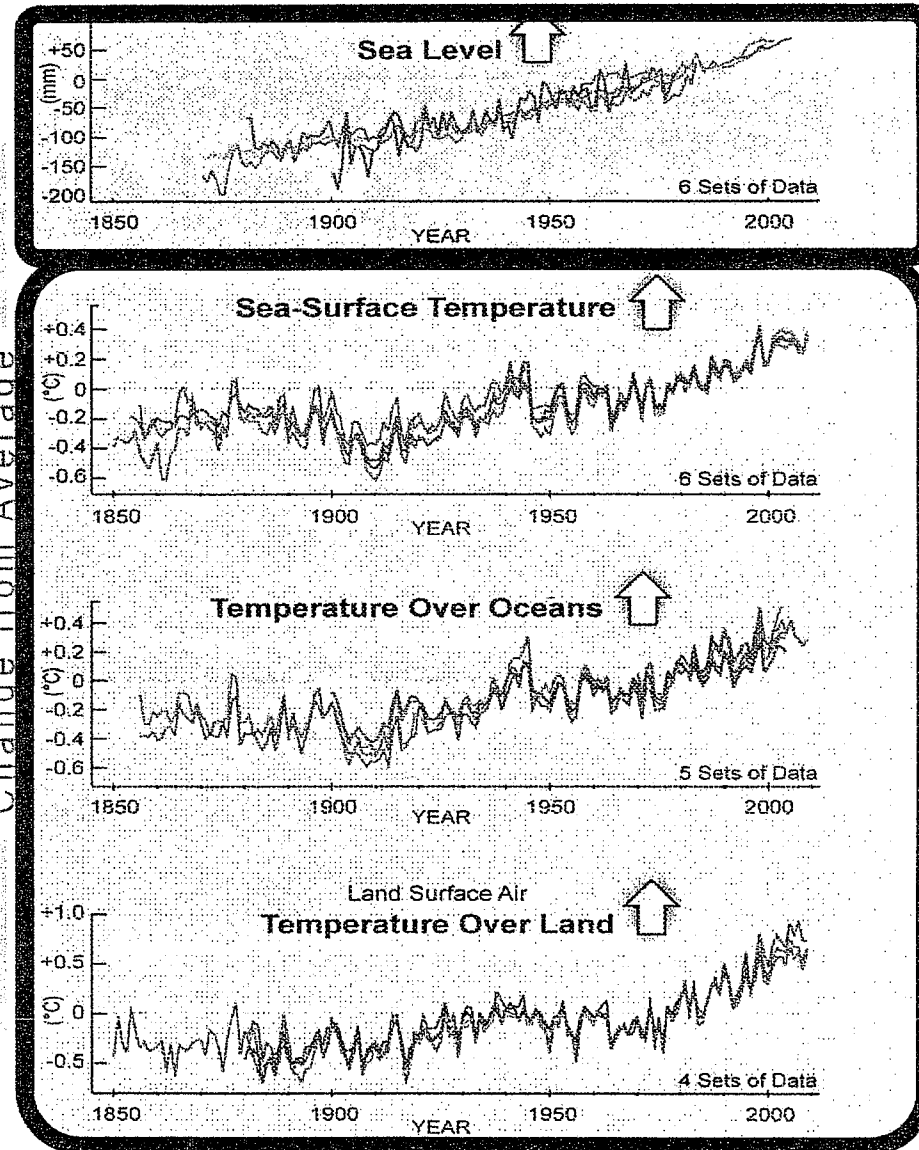 Change from Average
Sea Level
+50
0
-50
-100
-150
-200
(mm)
6 Sets of Data
1850 1900 1950 2000
YEAR
Sea-Surface Temperature
+0.4
+0.2
0
-0.2
-0.4
-0.6
(°C)
6 Sets of Data
1850 1900 1950 2000
YEAR
Temperature Over Oceans
+0.4
+0.2
0
-0.2
-0.4
-0.6
(°C)
5 Sets of Data
1850 1900 1950 2000
YEAR
Land Surface Air
Temperature Over Land
+1.0
+0.5
0
-0.5
(°C)
4 Sets of Data
1850 1900 1950 2000
YEAR